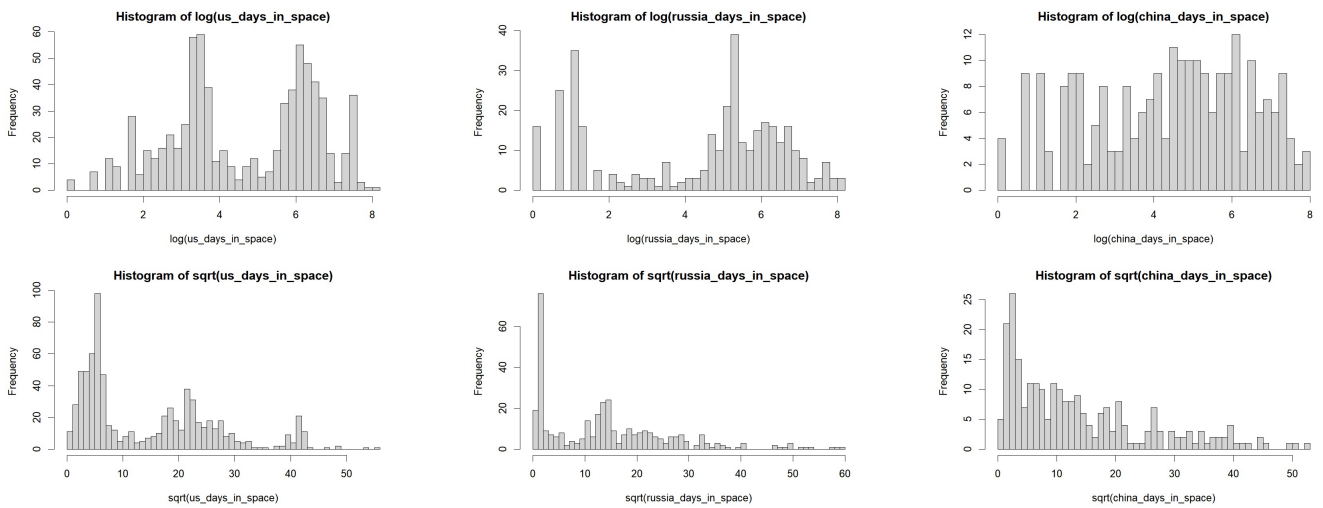 Histogram of log(us_days_in_space)
Frequency
0 10 20 30 40 50 60
0 2 4 6 8
log(us_days_in_space)
Histogram of log(russia_days_in_space)
Frequency
0 10 20 30 40
0 2 4 6 8
log(russia_days_in_space)
Histogram of log(china_days_in_space)
Frequency
0 2 4 6 8 10 12
0 2 4 6 8
log(china_days_in_space)
Histogram of sqrt(us_days_in_space)
Frequency
0 20 40 60 80 100
0 10 20 30 40 50
sqrt(us_days_in_space)
Histogram of sqrt(russia_days_in_space)
Frequency
0 20 40 60
0 10 20 30 40 50 60
sqrt(russia_days_in_space)
Histogram of sqrt(china_days_in_space)
Frequency
0 5 10 15 20 25
0 10 20 30 40 50
sqrt(china_days_in_space)